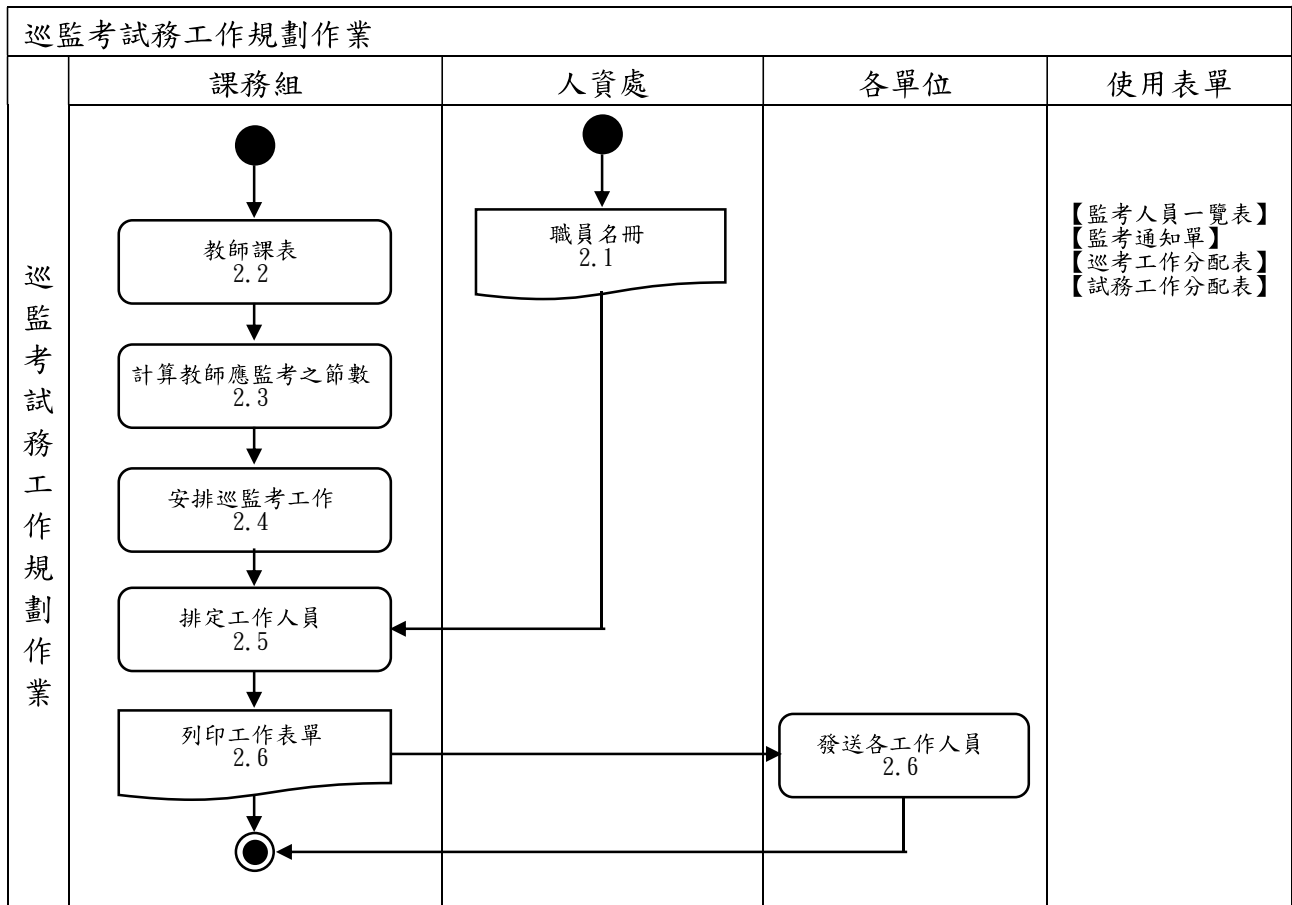 巡監考試務工作規劃作業
課務組
人資處
各單位
使用表單
巡監考試務工作規劃作業
教師課表
2.2
計算教師應監考之節數
2.3
安排巡監考工作
2.4
排定工作人員
2.5
列印工作表單
2.6
職員名冊
2.1
發送各工作人員
2.6
【監考人員一覽表】
【監考通知單】
【巡考工作分配表】
【試務工作分配表】